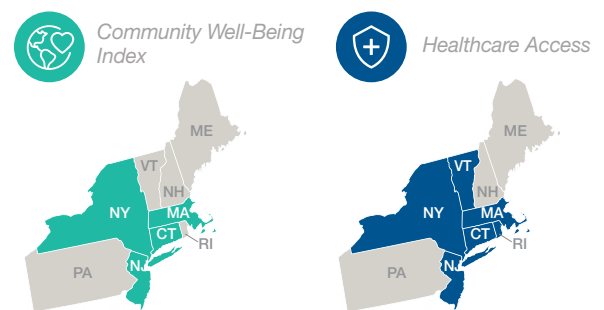 Community Well-Being
Index
Healthcare Access
ME
VT
NH
NY
MA
CT
RI
PA
NJ
ME
VT
NH
NY
MA
CT
RI
PA
NJ